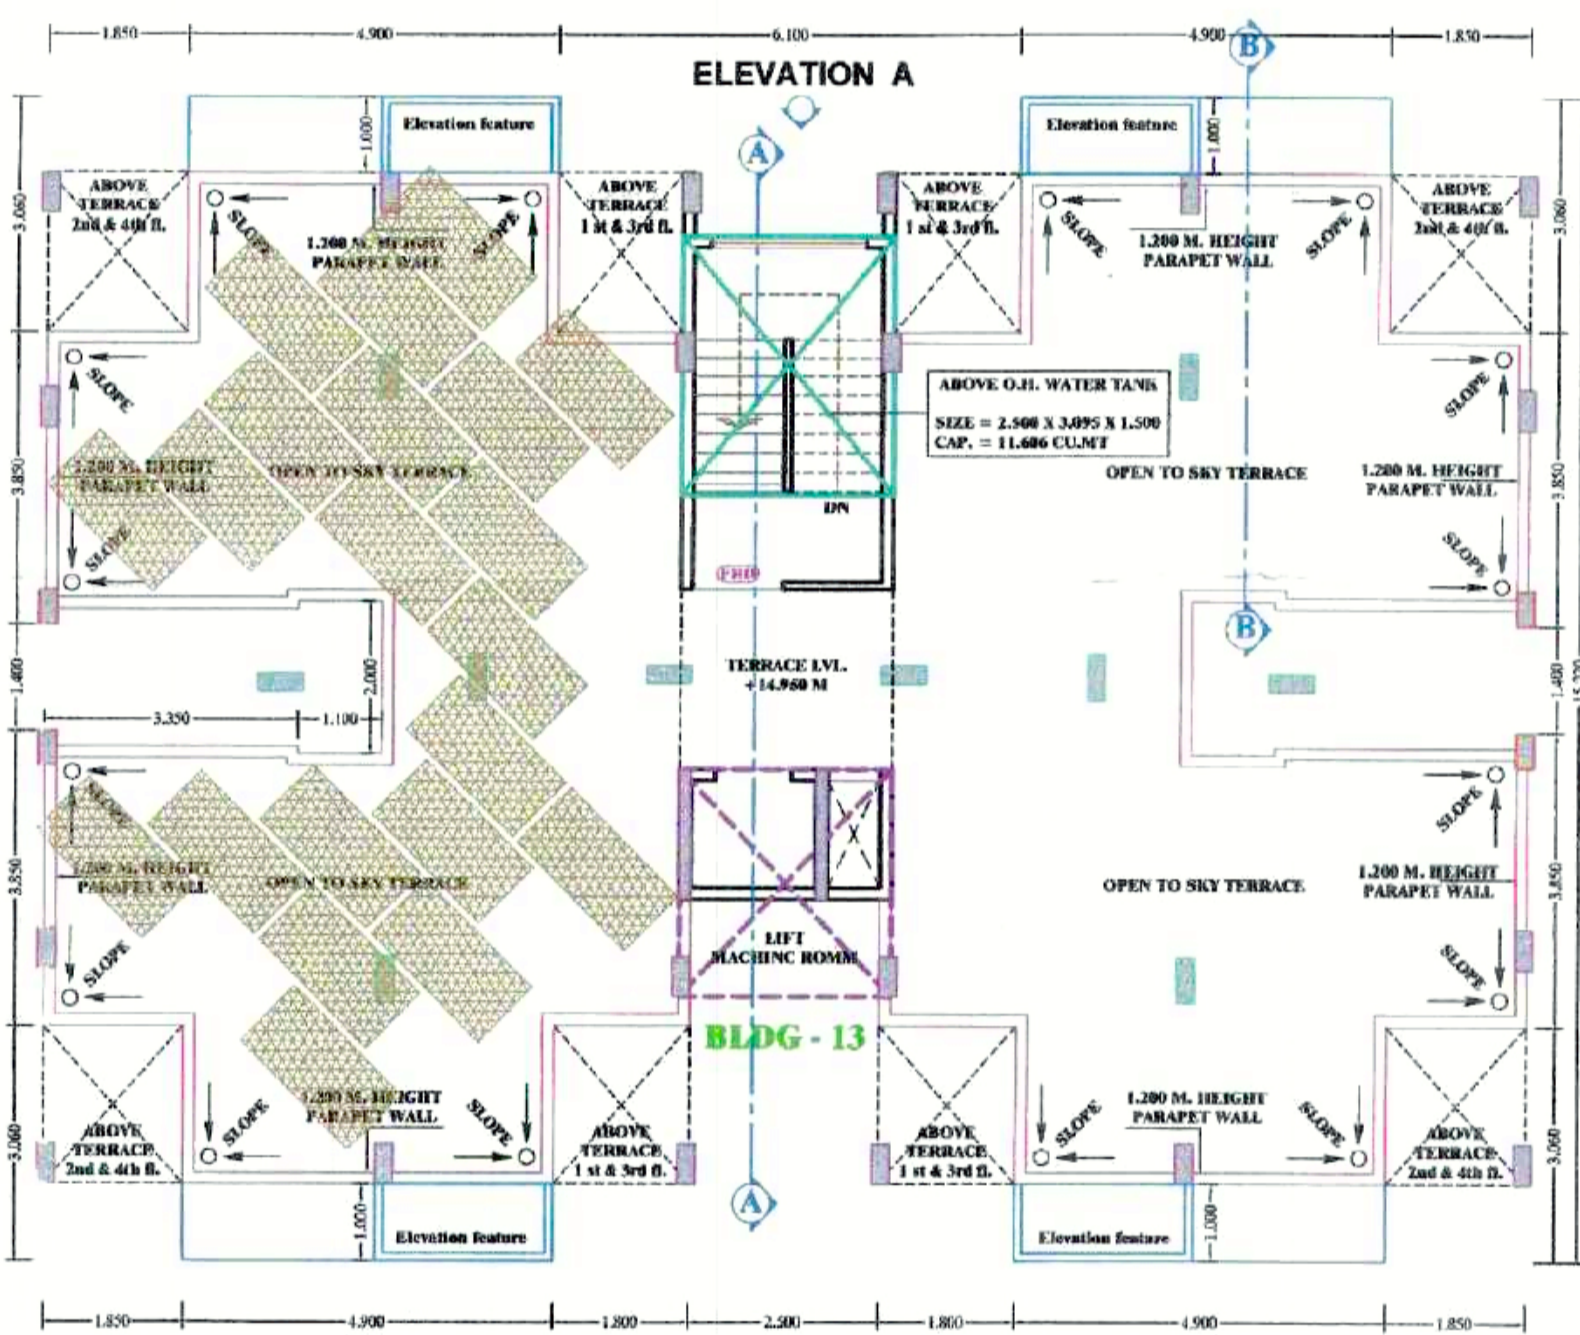 1.850 4.900 6.100 4.900 1.850
B
ELEVATION A
Elevation feature
Elevation feature
1.000
1.000
A
3.060
3.060
ABOVE
TERRACE
2nd & 4th fl.
ABOVE
TERRACE
1 st & 3rd fl.
ABOVE
TERRACE
1 st & 3rd fl.
ABOVE
TERRACE
2nd & 4th fl.
SLOPE
SLOPE
SLOPE
SLOPE
1.200 M. HEIGHT
PARAPET WALL
1.200 M. HEIGHT
PARAPET WALL
SLOPE
SLOPE
ABOVE O.H. WATER TANK
SIZE = 2.500 X 3.095 X 1.500
CAP. = 11.606 CU.MT
3.850
3.850
1.200 M. HEIGHT
PARAPET WALL
OPEN TO SKY TERRACE
OPEN TO SKY TERRACE
1.200 M. HEIGHT
PARAPET WALL
DN
SLOPE
SLOPE
B
1.400
1.400
2.000
TERRACE LVL.
+14.960 M
3.350 1.100
SLOPE
SLOPE
3.850
3.850
1.200 M. HEIGHT
PARAPET WALL
OPEN TO SKY TERRACE
OPEN TO SKY TERRACE
1.200 M. HEIGHT
PARAPET WALL
LIFT
MACHINC ROMM
SLOPE
SLOPE
BLDG - 13
1.200 M. HEIGHT
PARAPET WALL
1.200 M. HEIGHT
PARAPET WALL
SLOPE
SLOPE
SLOPE
SLOPE
3.060
3.060
ABOVE
TERRACE
2nd & 4th fl.
ABOVE
TERRACE
1 st & 3rd fl.
ABOVE
TERRACE
1 st & 3rd fl.
ABOVE
TERRACE
2nd & 4th fl.
A
1.000
1.000
Elevation feature
Elevation feature
1.850 4.900 1.800 2.500 1.800 4.900 1.850